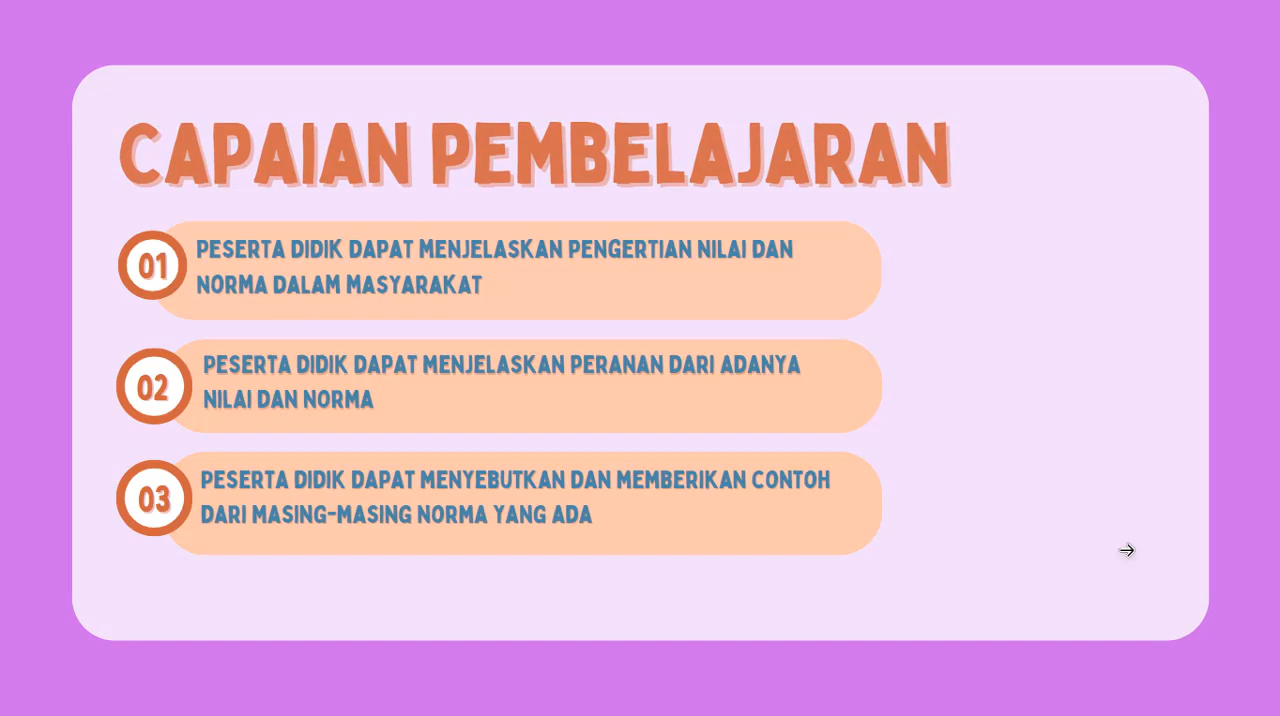 CAPAIAN PEMBELAJARAN
01
PESERTA DIDIK DAPAT MENJELASKAN PENGERTIAN NILAI DAN
NORMA DALAM MASYARAKAT
02
PESERTA DIDIK DAPAT MENJELASKAN PERANAN DARI ADANYA
NILAI DAN NORMA
03
PESERTA DIDIK DAPAT MENYEBUTKAN DAN MEMBERIKAN CONTOH
DARI MASING-MASING NORMA YANG ADA